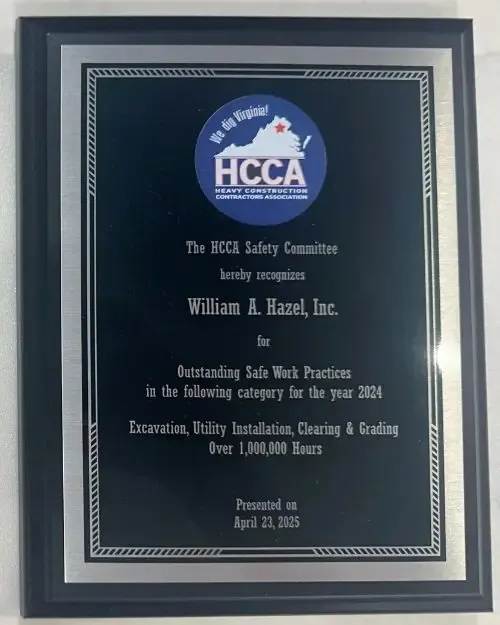 We dig Virginia!
HCCA
HEAVY CONSTRUCTION
CONTRACTORS ASSOCIATION
The HCCA Safety Committee
hereby recognizes
William A. Hazel, Inc.
for
Outstanding Safe Work Practices
in the following category for the year 2024
Excavation, Utility Installation, Clearing & Grading
Over 1,000,000 Hours
Presented on
April 23, 2025